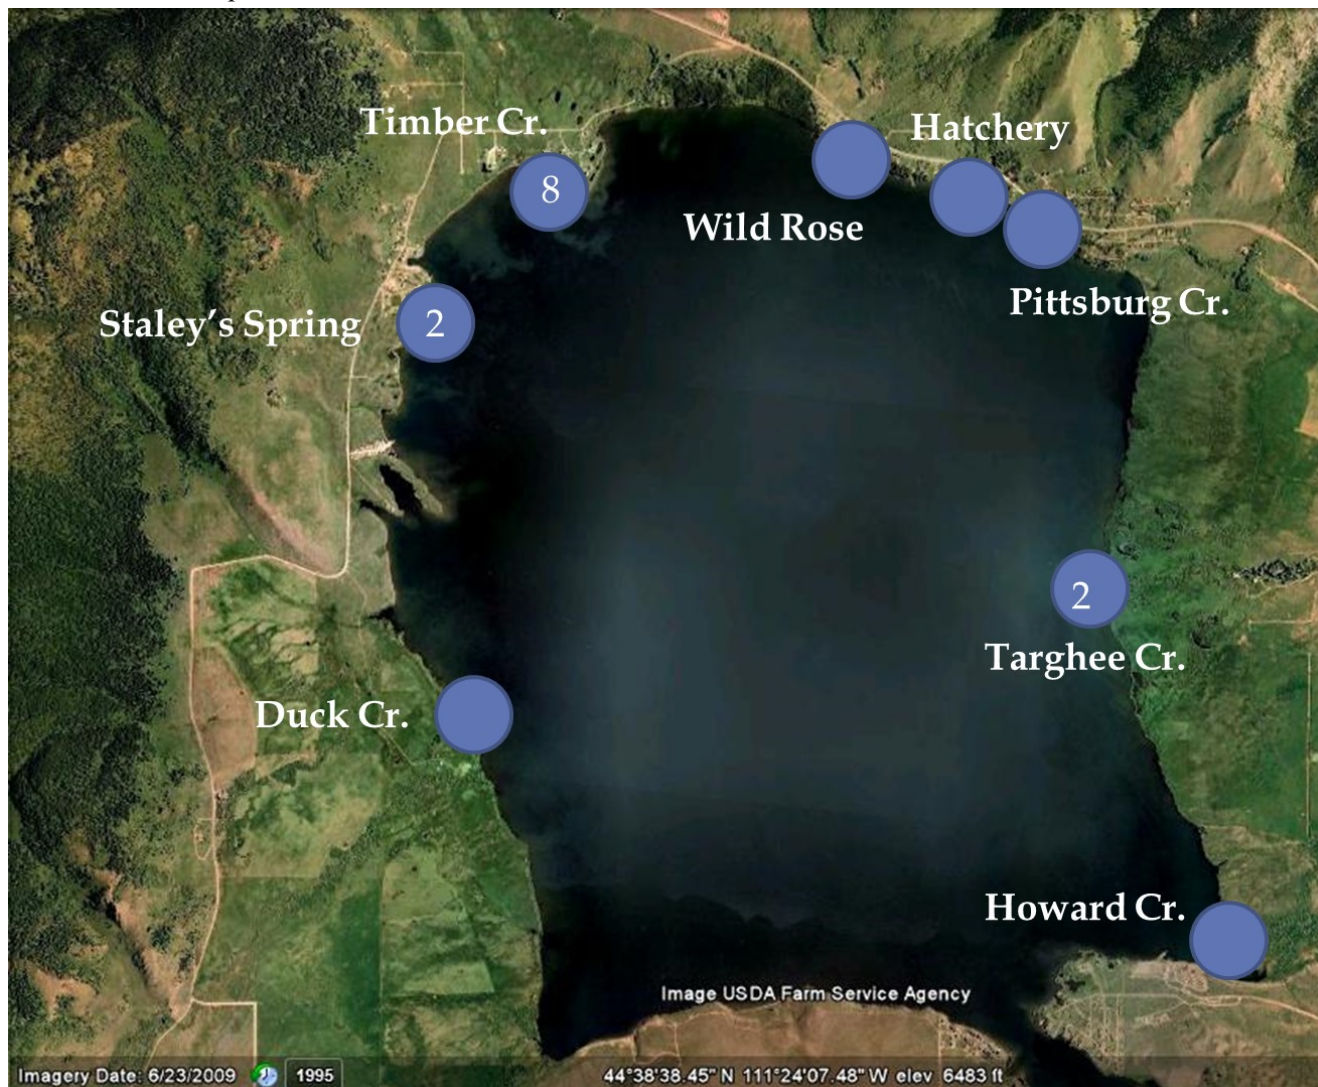 Timber Cr.
Hatchery
8
Wild Rose
Pittsburg Cr.
Staley's Spring
2
2
Targhee Cr.
Duck Cr.
Howard Cr.
Image USDA Farm Service Agency
Imagery Date: 6/23/2009 1995 44°38'38.45" N 111°24'07.48" W elev 6483 ft